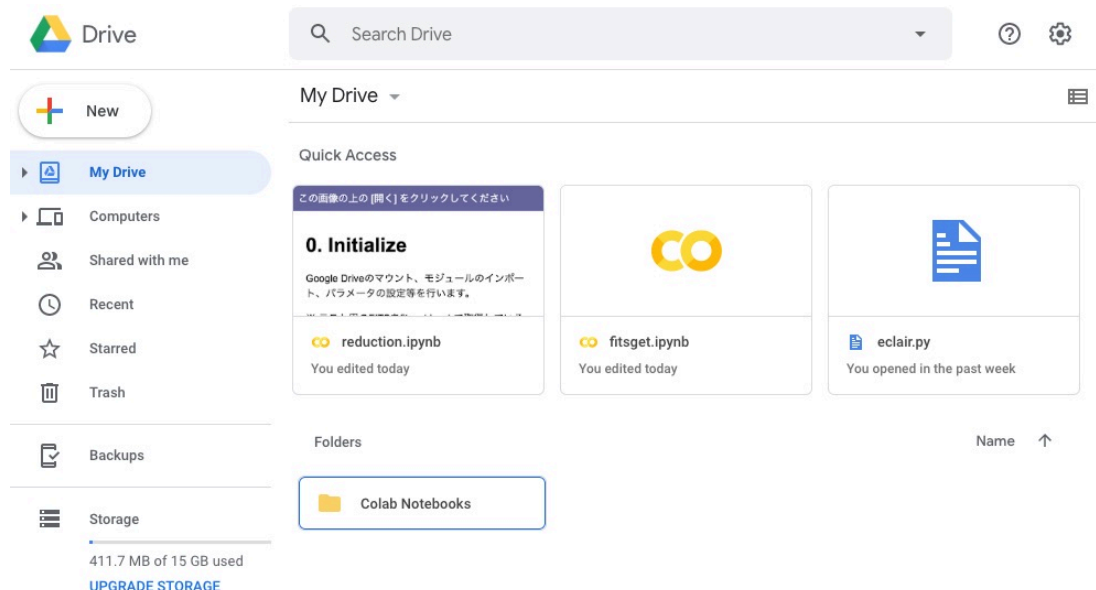 Drive
Search Drive
New
My Drive
Computers
Shared with me
Recent
Starred
Trash
Backups
Storage
411.7 MB of 15 GB used
UPGRADE STORAGE
My Drive
Quick Access
この画像の上の [開く] をクリックしてください
0. Initialize
Google Driveのマウント、モジュールのインポー
ト、パラメータの設定等を行います。
reduction.ipynb
You edited today
fitsget.ipynb
You edited today
eclair.py
You opened in the past week
Folders
Name
Colab Notebooks